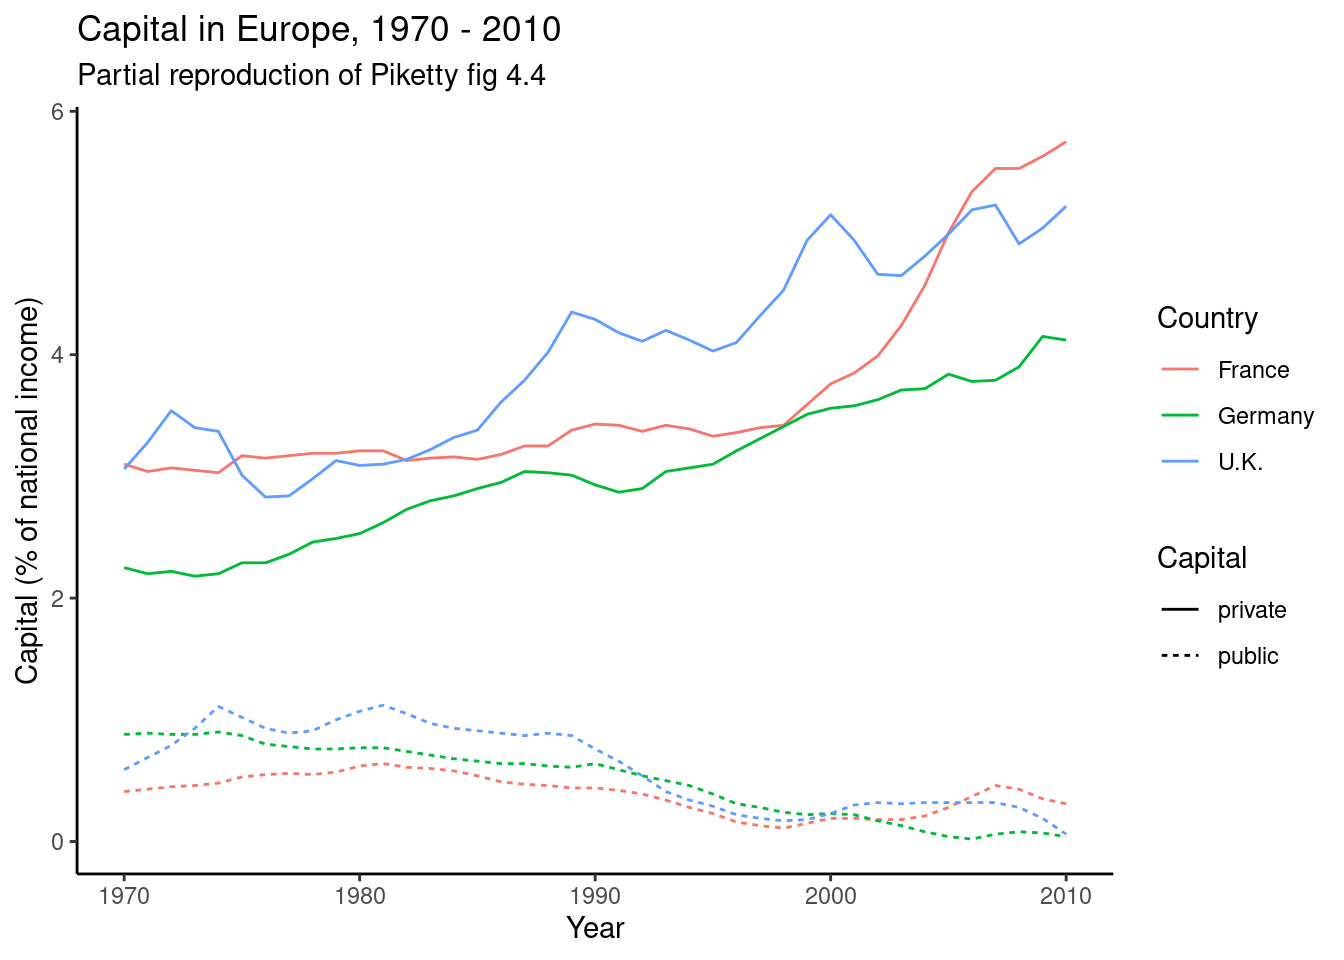 Capital in Europe, 1970 - 2010
Partial reproduction of Piketty fig 4.4
Capital (% of national income)
6
4
2
0
1970 1980 1990 2000 2010
Year
Country
France
Germany
U.K.
Capital
private
public